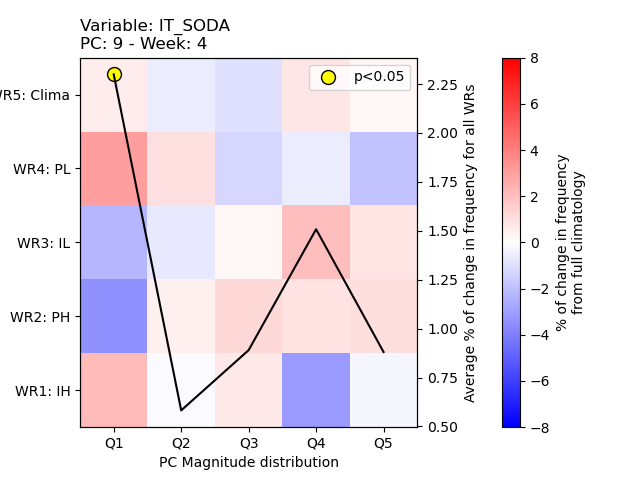 Variable: IT_SODA
PC: 9 - Week: 4
p<0.05
WR5: Clima
WR4: PL
WR3: IL
WR2: PH
WR1: IH
Q1 Q2 Q3 Q4 Q5
PC Magnitude distribution
2.25
2.00
1.75
1.50
1.25
1.00
0.75
0.50
Average % of change in frequency for all WRs
8
6
4
2
0
−2
−4
−6
−8
% of change in frequency
from full climatology